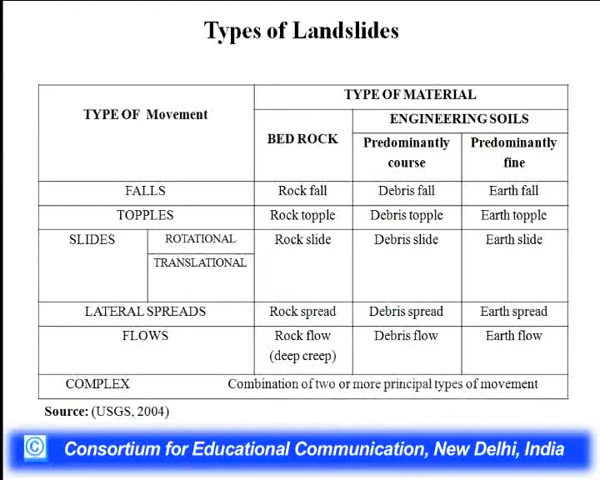 Types of Landslides
TYPE OF Movement
TYPE OF MATERIAL
BED ROCK
ENGINEERING SOILS
Predominantly course
Predominantly fine
FALLS Rock fall Debris fall Earth fall
TOPPLES Rock topple Debris topple Earth topple
SLIDES ROTATIONAL Rock slide Debris slide Earth slide
TRANSLATIONAL
LATERAL SPREADS Rock spread Debris spread Earth spread
FLOWS Rock flow Debris flow Earth flow
(deep creep)
COMPLEX Combination of two or more principal types of movement
Source: (USGS, 2004)
© Consortium for Educational Communication, New Delhi, India